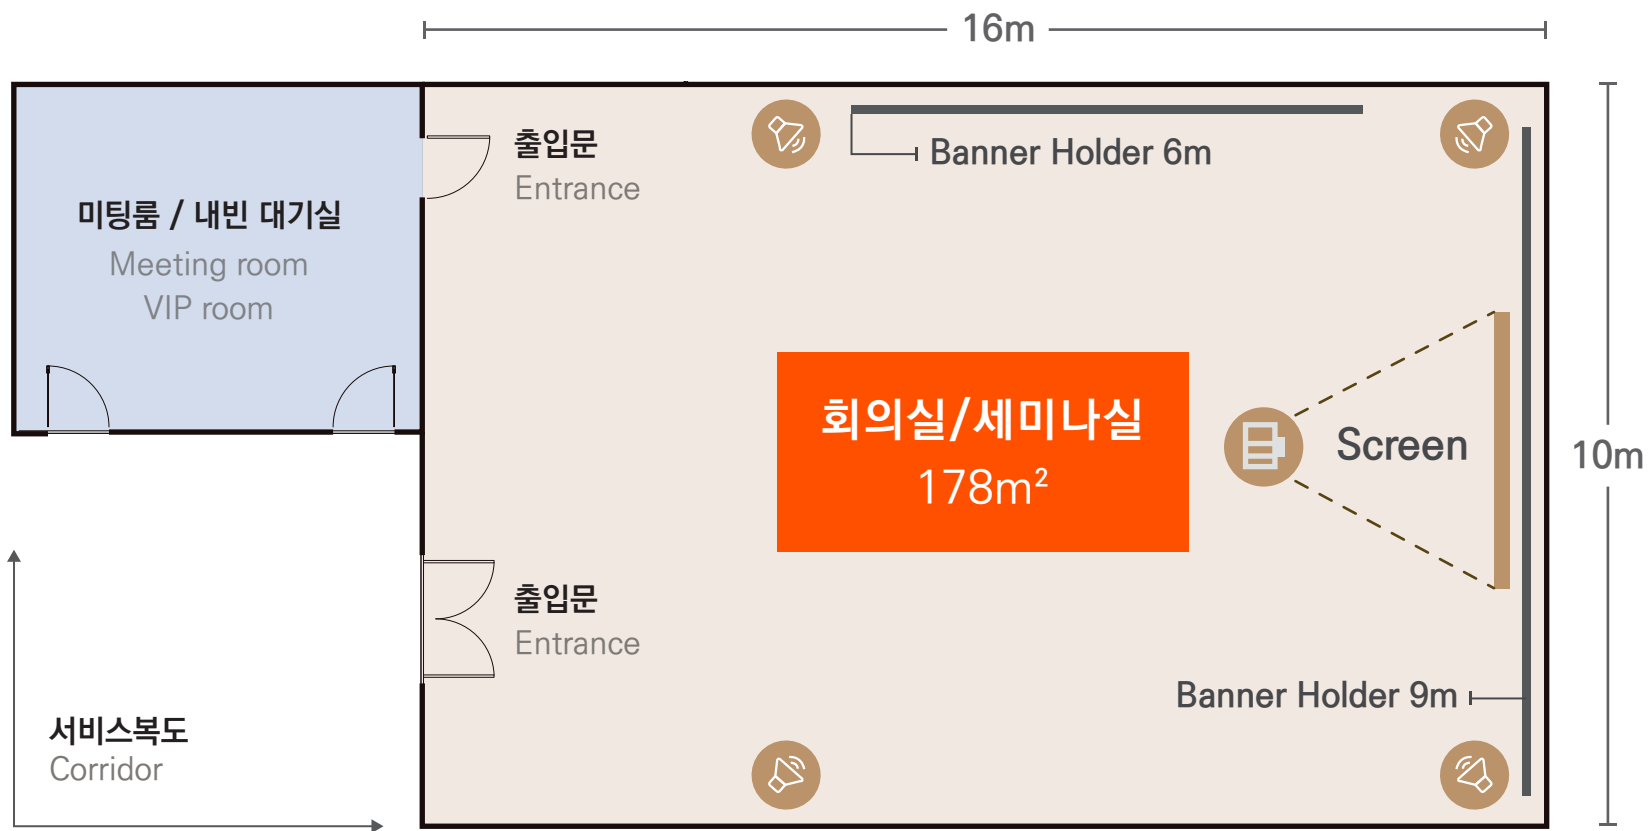 16m
출입문
Entrance
Banner Holder 6m
미팅룸 / 내빈 대기실
Meeting room
VIP room
회의실/세미나실
178m²
Screen
10m
출입문
Entrance
Banner Holder 9m
서비스복도
Corridor